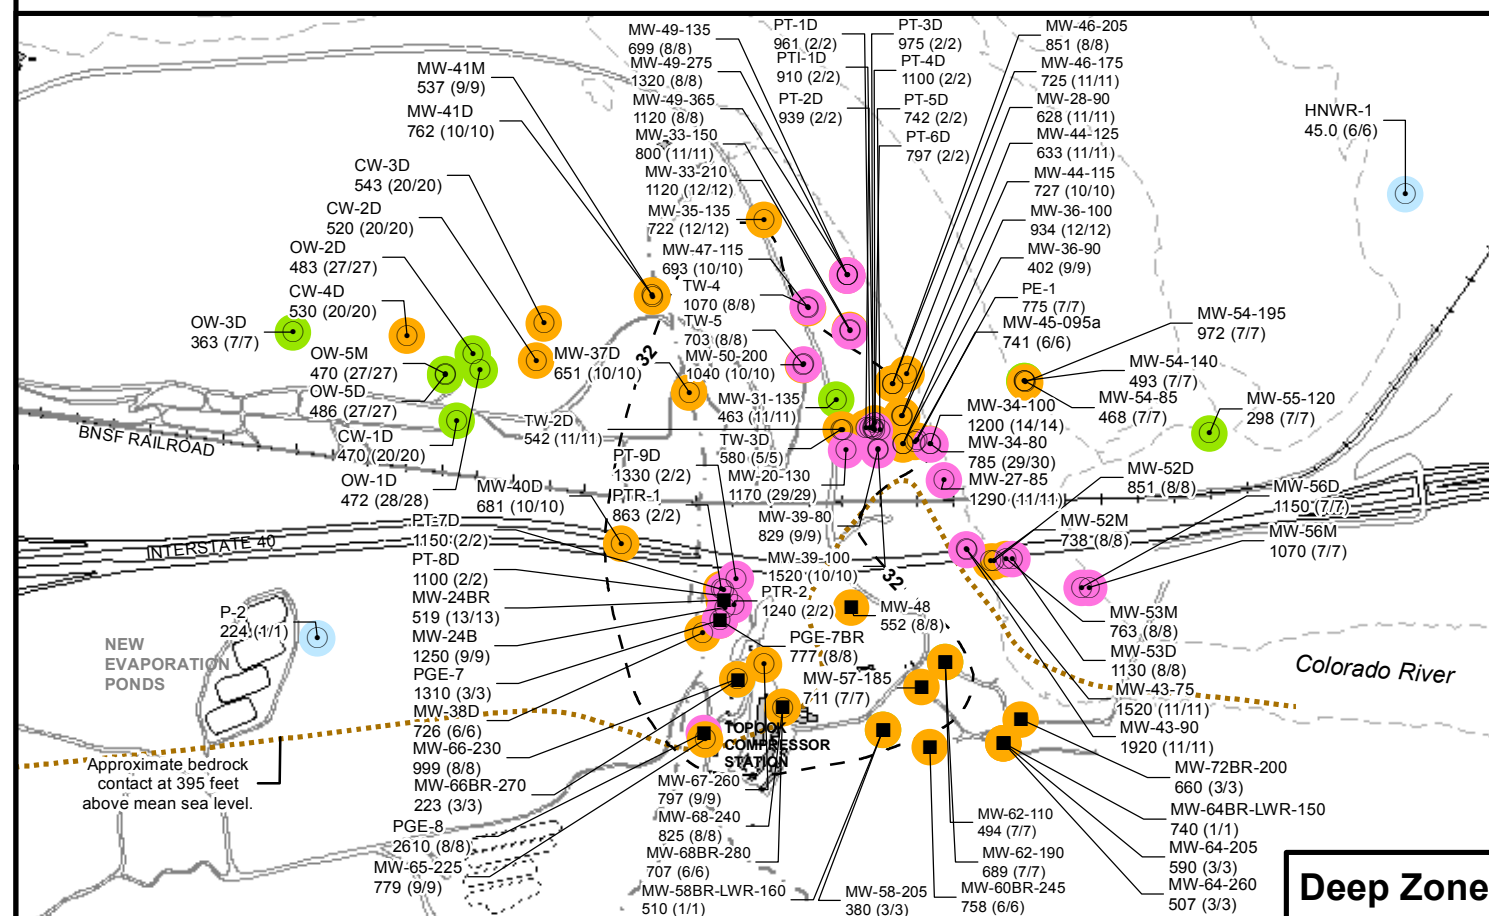 MW-49-135
699 (8/8)
MW-49-275
1320 (8/8)
MW-49-365
1120 (8/8)
MW-33-150
800 (11/11)
MW-33-210
1120 (12/12)
MW-35-135
722 (12/12)
MW-47-115
693 (10/10)
TW-4
1070 (8/8)
TW-5
703 (8/8)
MW-50-200
1040 (10/10)
MW-31-135
463 (11/11)
TW-3D
580 (5/5)
MW-20-130
1170 (29/29)
MW-39-80
829 (9/9)
MW-39-100
1520 (10/10)
PTR-2
1240 (2/2)
PGE-7BR
777 (8/8)
MW-57-185
711 (7/7)
MW-48
552 (8/8)
PT-1D
961 (2/2)
PTI-1D
910 (2/2)
PT-2D
939 (2/2)
PT-3D
975 (2/2)
PT-4D
1100 (2/2)
PT-5D
742 (2/2)
PT-6D
797 (2/2)
MW-46-205
851 (8/8)
MW-46-175
725 (11/11)
MW-28-90
628 (11/11)
MW-44-125
633 (11/11)
MW-44-115
727 (10/10)
MW-36-100
934 (12/12)
MW-36-90
402 (9/9)
PE-1
775 (7/7)
MW-45-095a
741 (6/6)
HNWR-1
45.0 (6/6)
MW-54-195
972 (7/7)
MW-54-140
493 (7/7)
MW-54-85
468 (7/7)
MW-55-120
298 (7/7)
MW-34-100
1200 (14/14)
MW-34-80
785 (29/30)
MW-27-85
1290 (11/11)
MW-52D
851 (8/8)
MW-52M
738 (8/8)
MW-56D
1150 (7/7)
MW-56M
1070 (7/7)
MW-53M
763 (8/8)
MW-53D
1130 (8/8)
MW-43-75
1520 (11/11)
MW-43-90
1920 (11/11)
MW-72BR-200
660 (3/3)
MW-64BR-LWR-150
740 (1/1)
MW-64-205
590 (3/3)
MW-64-260
507 (3/3)
MW-41M
537 (9/9)
MW-41D
762 (10/10)
CW-3D
543 (20/20)
CW-2D
520 (20/20)
OW-2D
483 (27/27)
CW-4D
530 (20/20)
OW-3D
363 (7/7)
OW-5M
470 (27/27)
OW-5D
486 (27/27)
CW-1D
470 (20/20)
OW-1D
472 (28/28)
MW-37D
651 (10/10)
TW-2D
542 (11/11)
PT-9D
1330 (2/2)
PTR-1
863 (2/2)
MW-40D
681 (10/10)
PT-7D
1150 (2/2)
PT-8D
1100 (2/2)
MW-24BR
519 (13/13)
MW-24B
1250 (9/9)
PGE-7
1310 (3/3)
MW-38D
726 (6/6)
MW-66-230
999 (8/8)
MW-66BR-270
223 (3/3)
PGE-8
2610 (8/8)
MW-65-225
779 (9/9)
MW-67-260
797 (9/9)
MW-68-240
825 (8/8)
MW-68BR-280
707 (6/6)
MW-58BR-LWR-160
510 (1/1)
MW-58-205
380 (3/3)
MW-62-110
494 (7/7)
MW-62-190
689 (7/7)
MW-60BR-245
758 (6/6)
P-2
224 (1/1)
32
32
BNSF RAILROAD
INTERSTATE 40
NEW
EVAPORATION
PONDS
TOPOCK
COMPRESSOR
STATION
Colorado River
Approximate bedrock
contact at 395 feet
above mean sea level.
Deep Zone